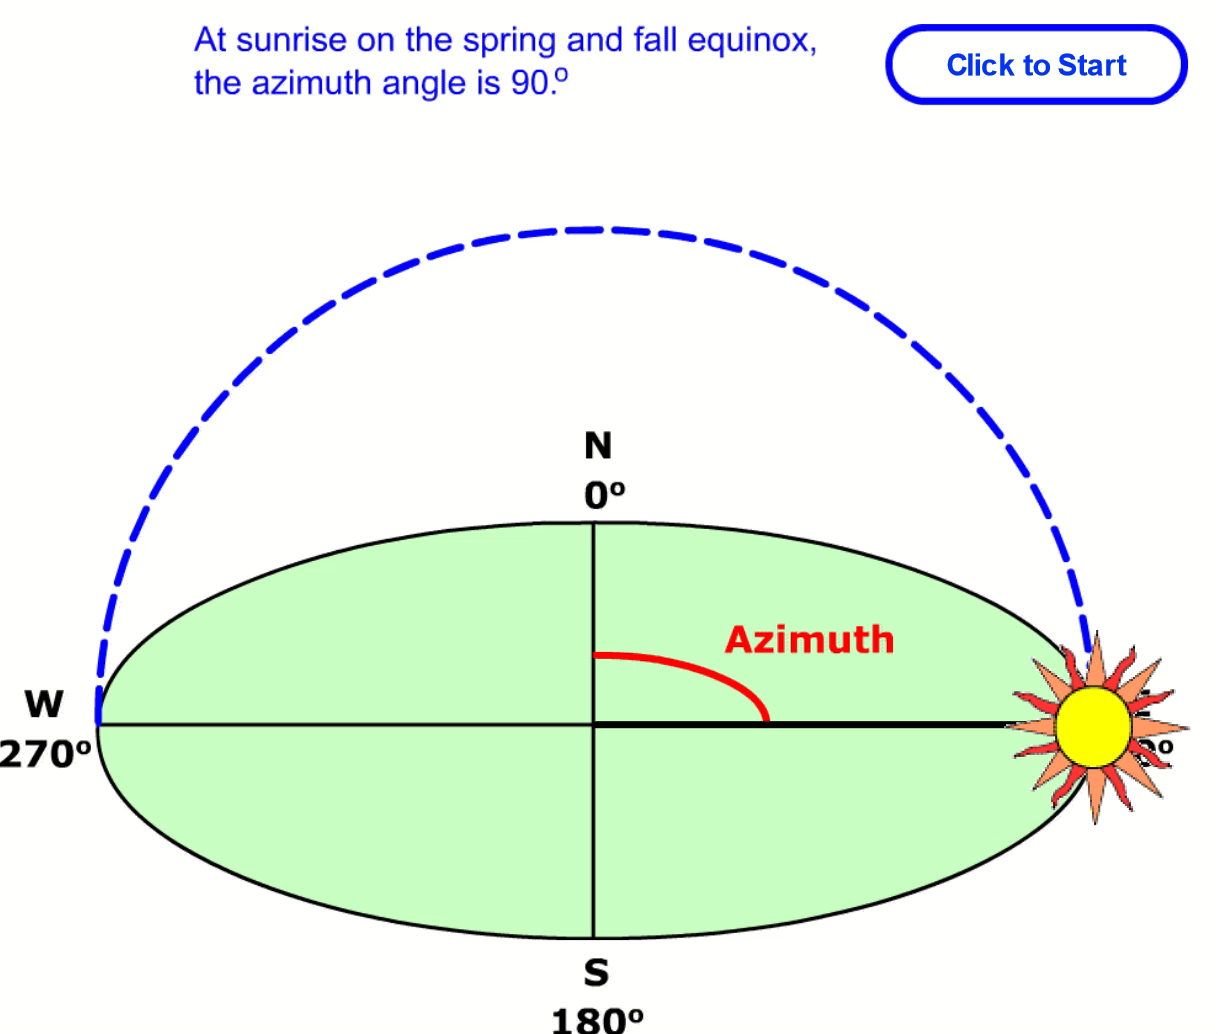 At sunrise on the spring and fall equinox,
the azimuth angle is 90.º
Click to Start
N
0º
Azimuth
W
270º
S
180º